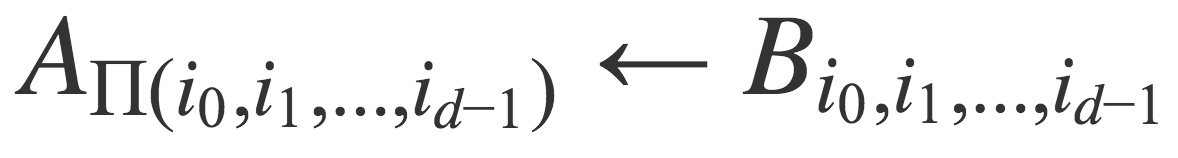 A_{Π(i_0,i_1,...,i_{d−1})} ← B_{i_0,i_1,...,i_{d−1}}